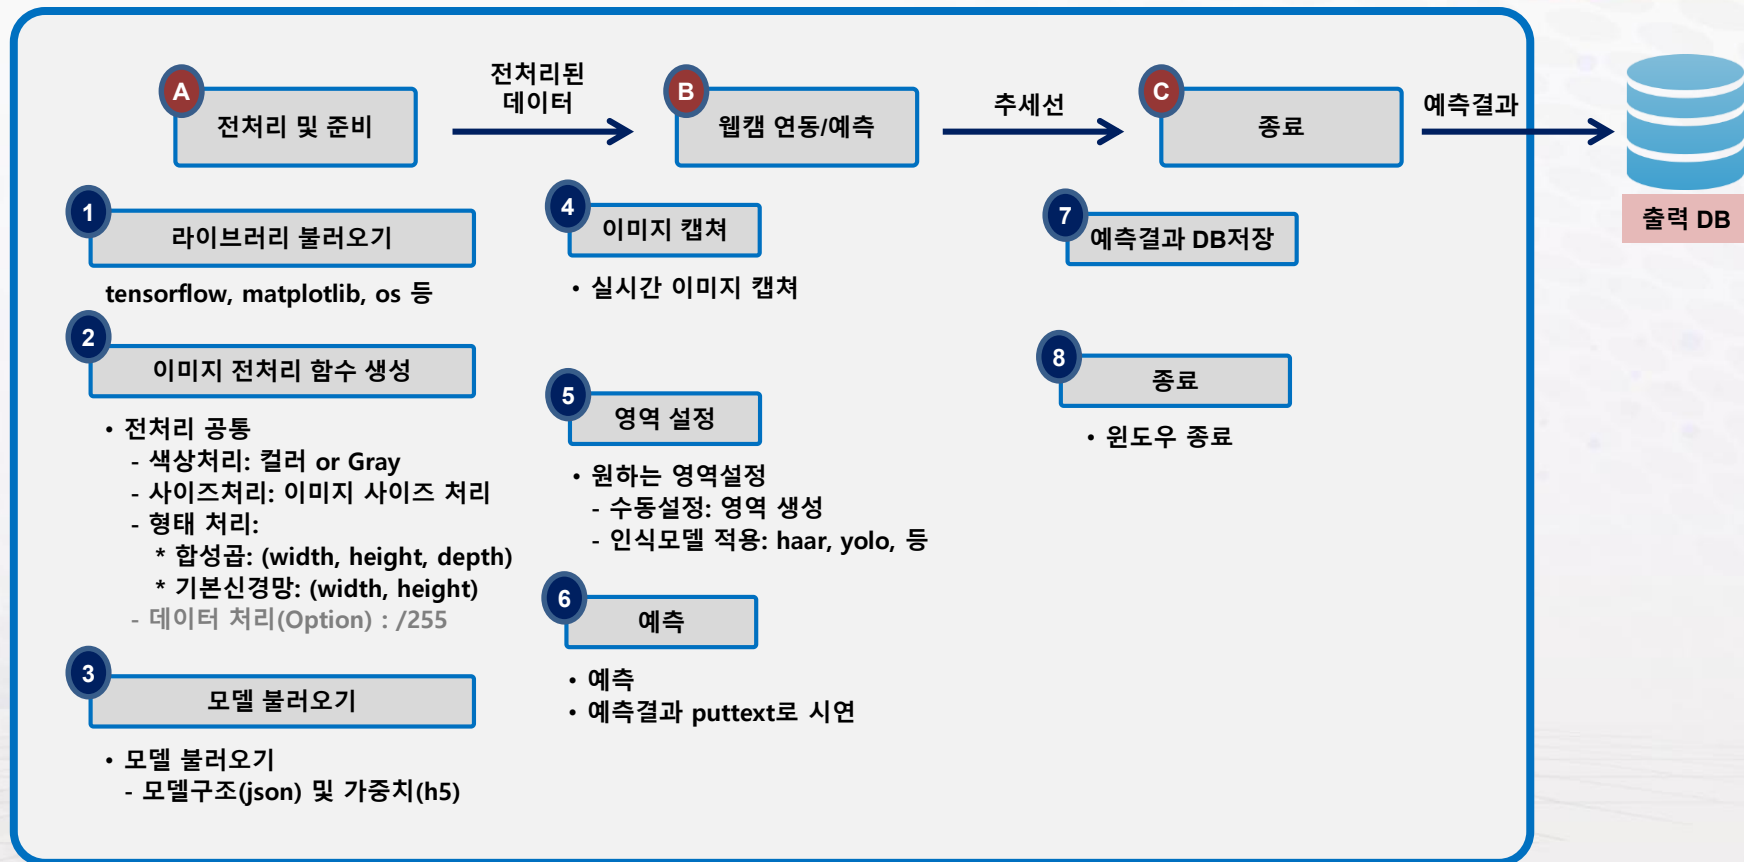 A
전처리 및 준비
전처리된
데이터
B
웹캠 연동/예측
추세선
C
종료
예측결과
출력 DB
1
라이브러리 불러오기
tensorflow, matplotlib, os 등
2
이미지 전처리 함수 생성
• 전처리 공통
- 색상처리: 컬러 or Gray
- 사이즈처리: 이미지 사이즈 처리
- 형태 처리:
* 합성곱: (width, height, depth)
* 기본신경망: (width, height)
- 데이터 처리(Option) : /255
3
모델 불러오기
• 모델 불러오기
- 모델구조(json) 및 가중치(h5)
4
이미지 캡쳐
• 실시간 이미지 캡쳐
5
영역 설정
• 원하는 영역설정
- 수동설정: 영역 생성
- 인식모델 적용: haar, yolo, 등
6
예측
• 예측
• 예측결과 puttext로 시연
7
예측결과 DB저장
8
종료
• 윈도우 종료